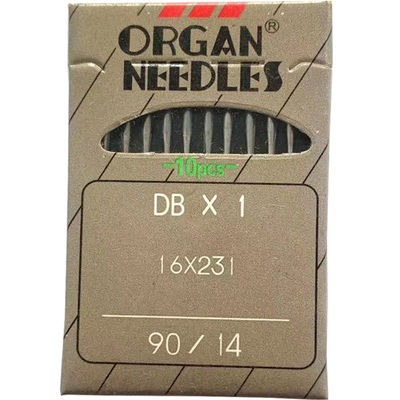 ORGAN®
NEEDLES
-10pcs-
DB X 1
16X231
90 / 14